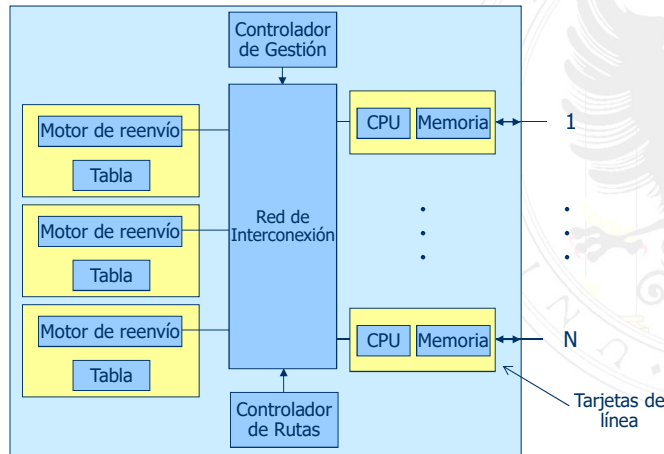 Controlador
de Gestión
Motor de reenvío
Tabla
Motor de reenvío
Tabla
Motor de reenvío
Tabla
Red de
Interconexión
CPU
Memoria
1
CPU
Memoria
N
Controlador
de Rutas
Tarjetas de
línea